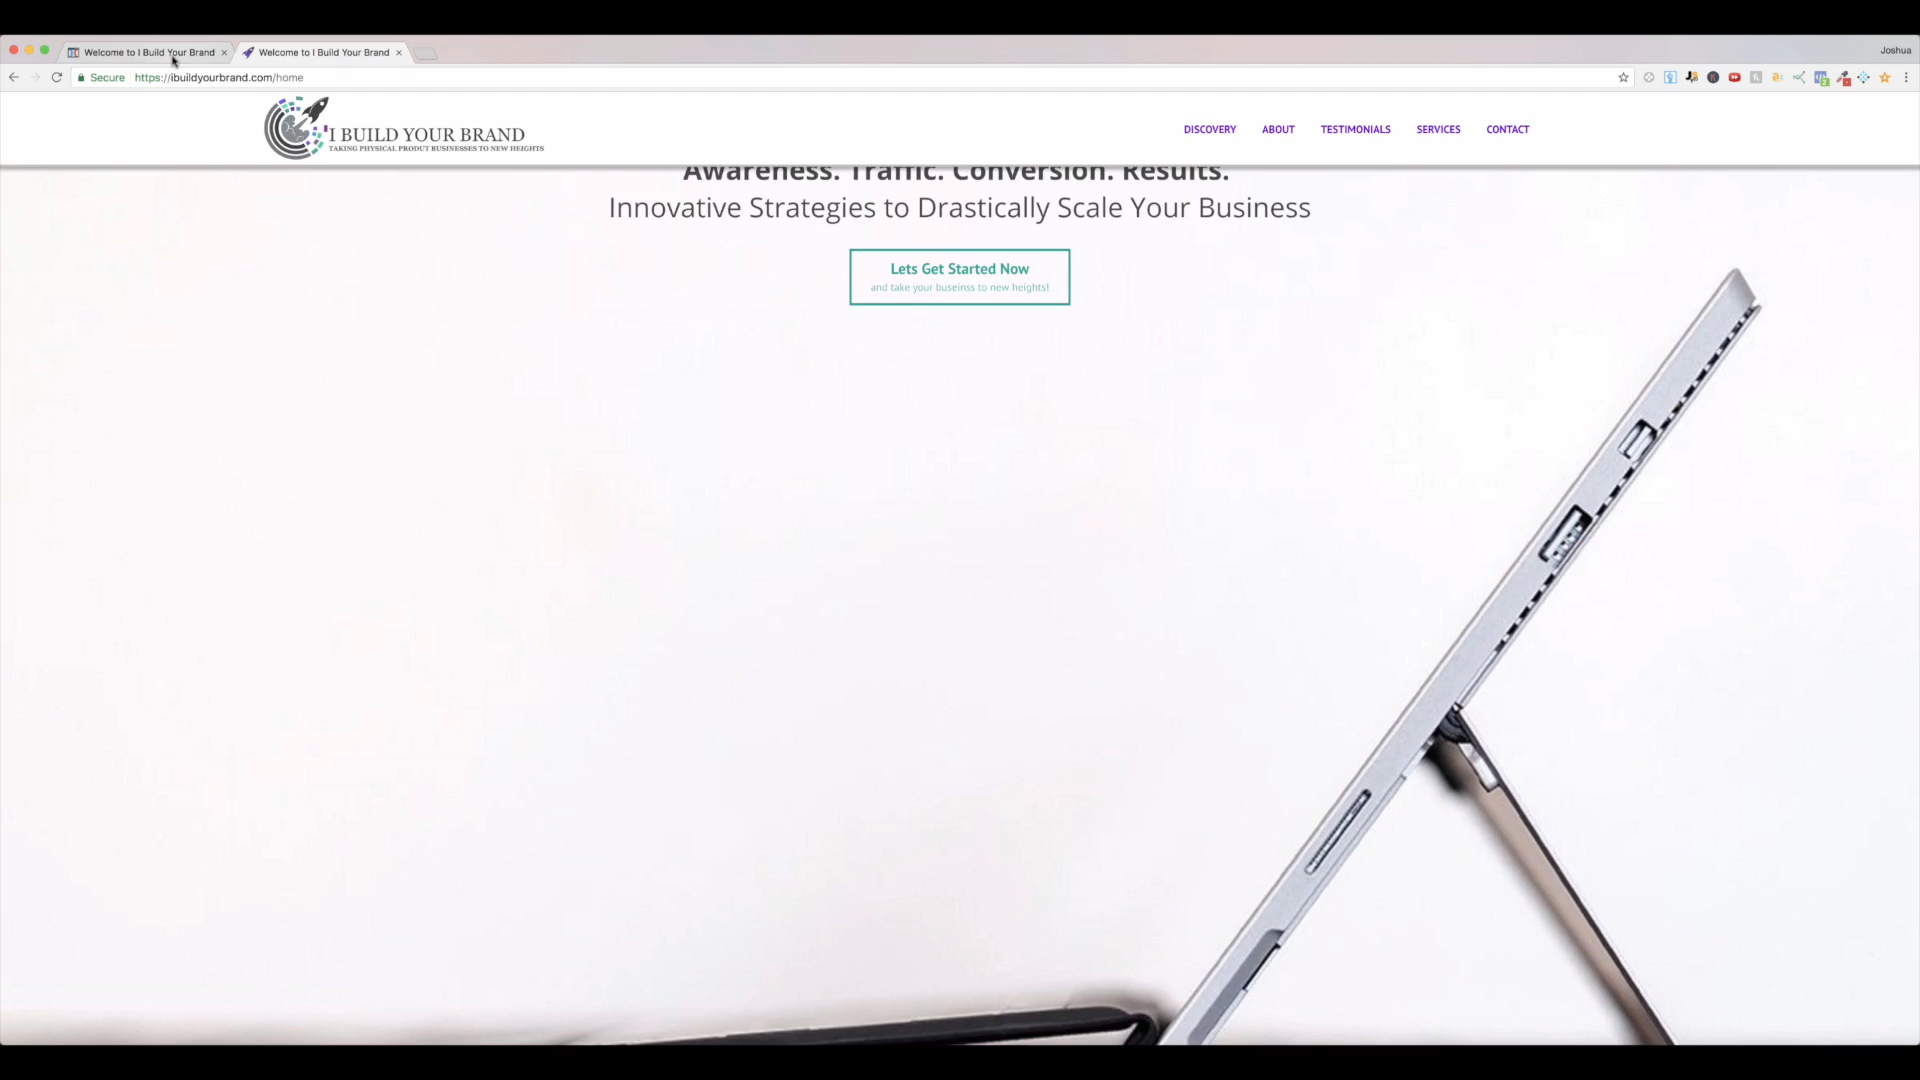 Welcome to I Build Your Brand
Welcome to I Build Your Brand
Joshua
Secure https://ibuildyourbrand.com/home
I BUILD YOUR BRAND
TAKING PHYSICAL PRODUT BUSINESSES TO NEW HEIGHTS
DISCOVERY ABOUT TESTIMONIALS SERVICES CONTACT
Awareness. Traffic. Conversion. Results.
Innovative Strategies to Drastically Scale Your Business
Lets Get Started Now
and take your buseinss to new heights!